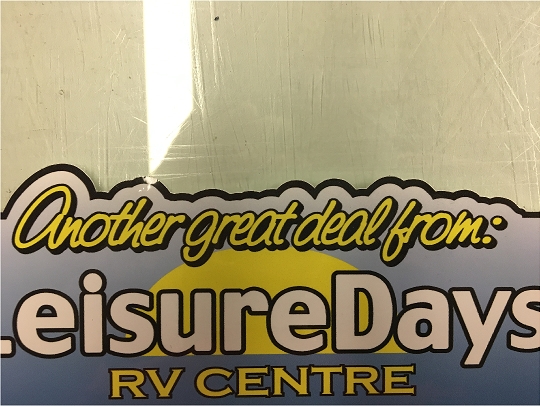 Another great deal from:
LeisureDays
RV CENTRE